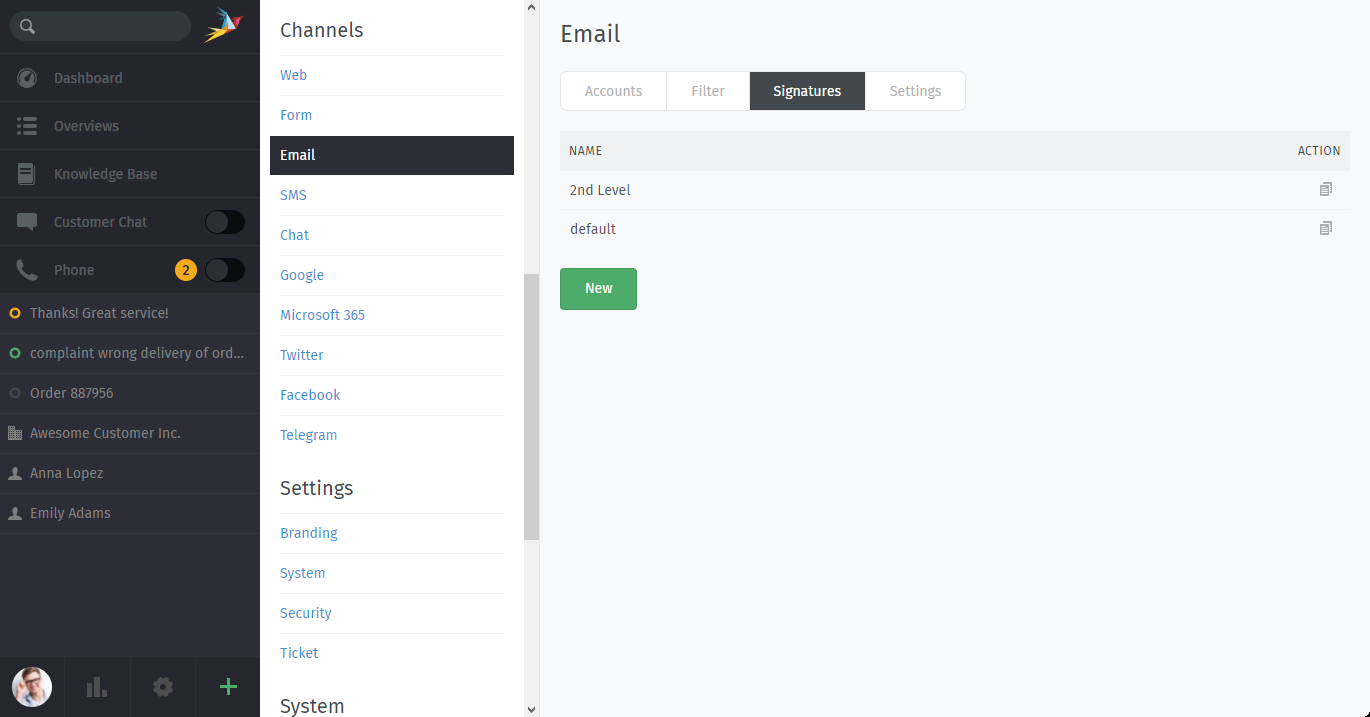 Dashboard
Overviews
Knowledge Base
Customer Chat
Phone 2
Thanks! Great service!
complaint wrong delivery of ord...
Order 887956
Awesome Customer Inc.
Anna Lopez
Emily Adams
Channels
Web
Form
Email
SMS
Chat
Google
Microsoft 365
Twitter
Facebook
Telegram
Settings
Branding
System
Security
Ticket
System
Email
Accounts Filter Signatures Settings
NAME ACTION
2nd Level
default
New